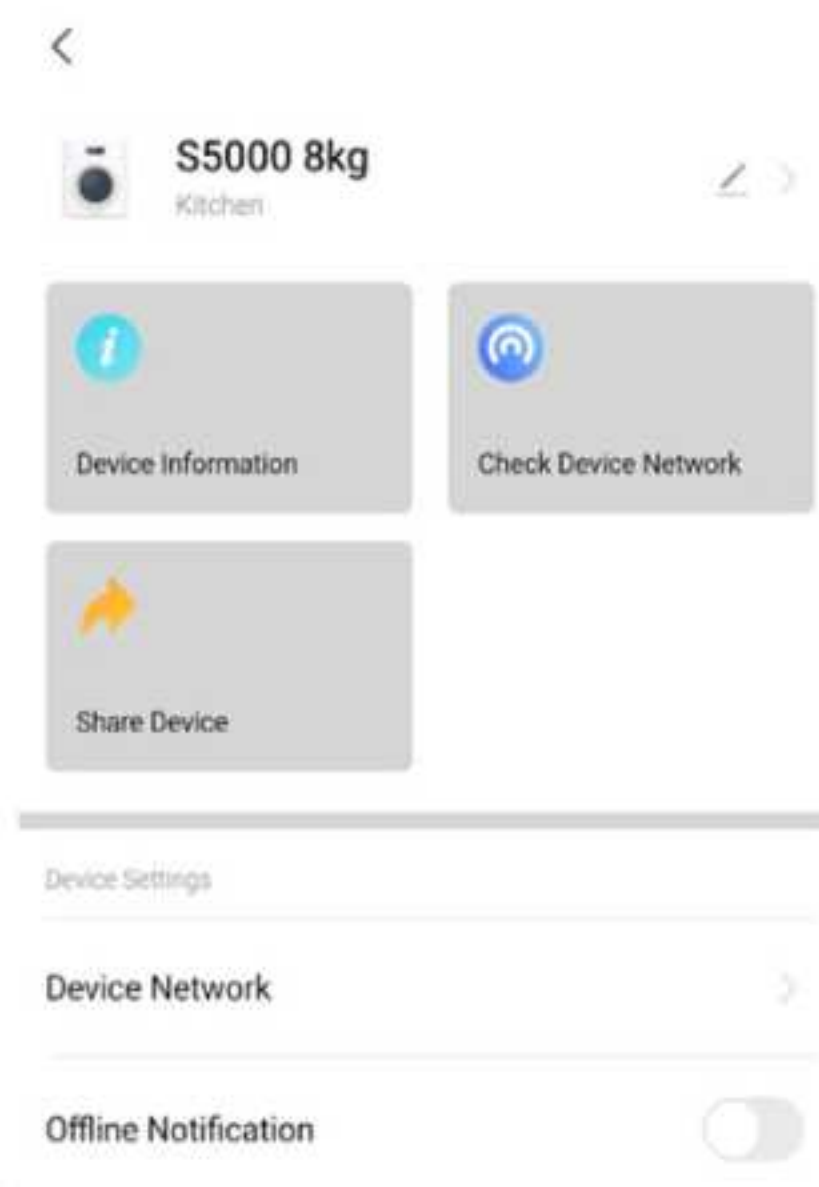 S5000 8kg
Kitchen
Device Information
Check Device Network
Share Device
Device Settings
Device Network
Offline Notification